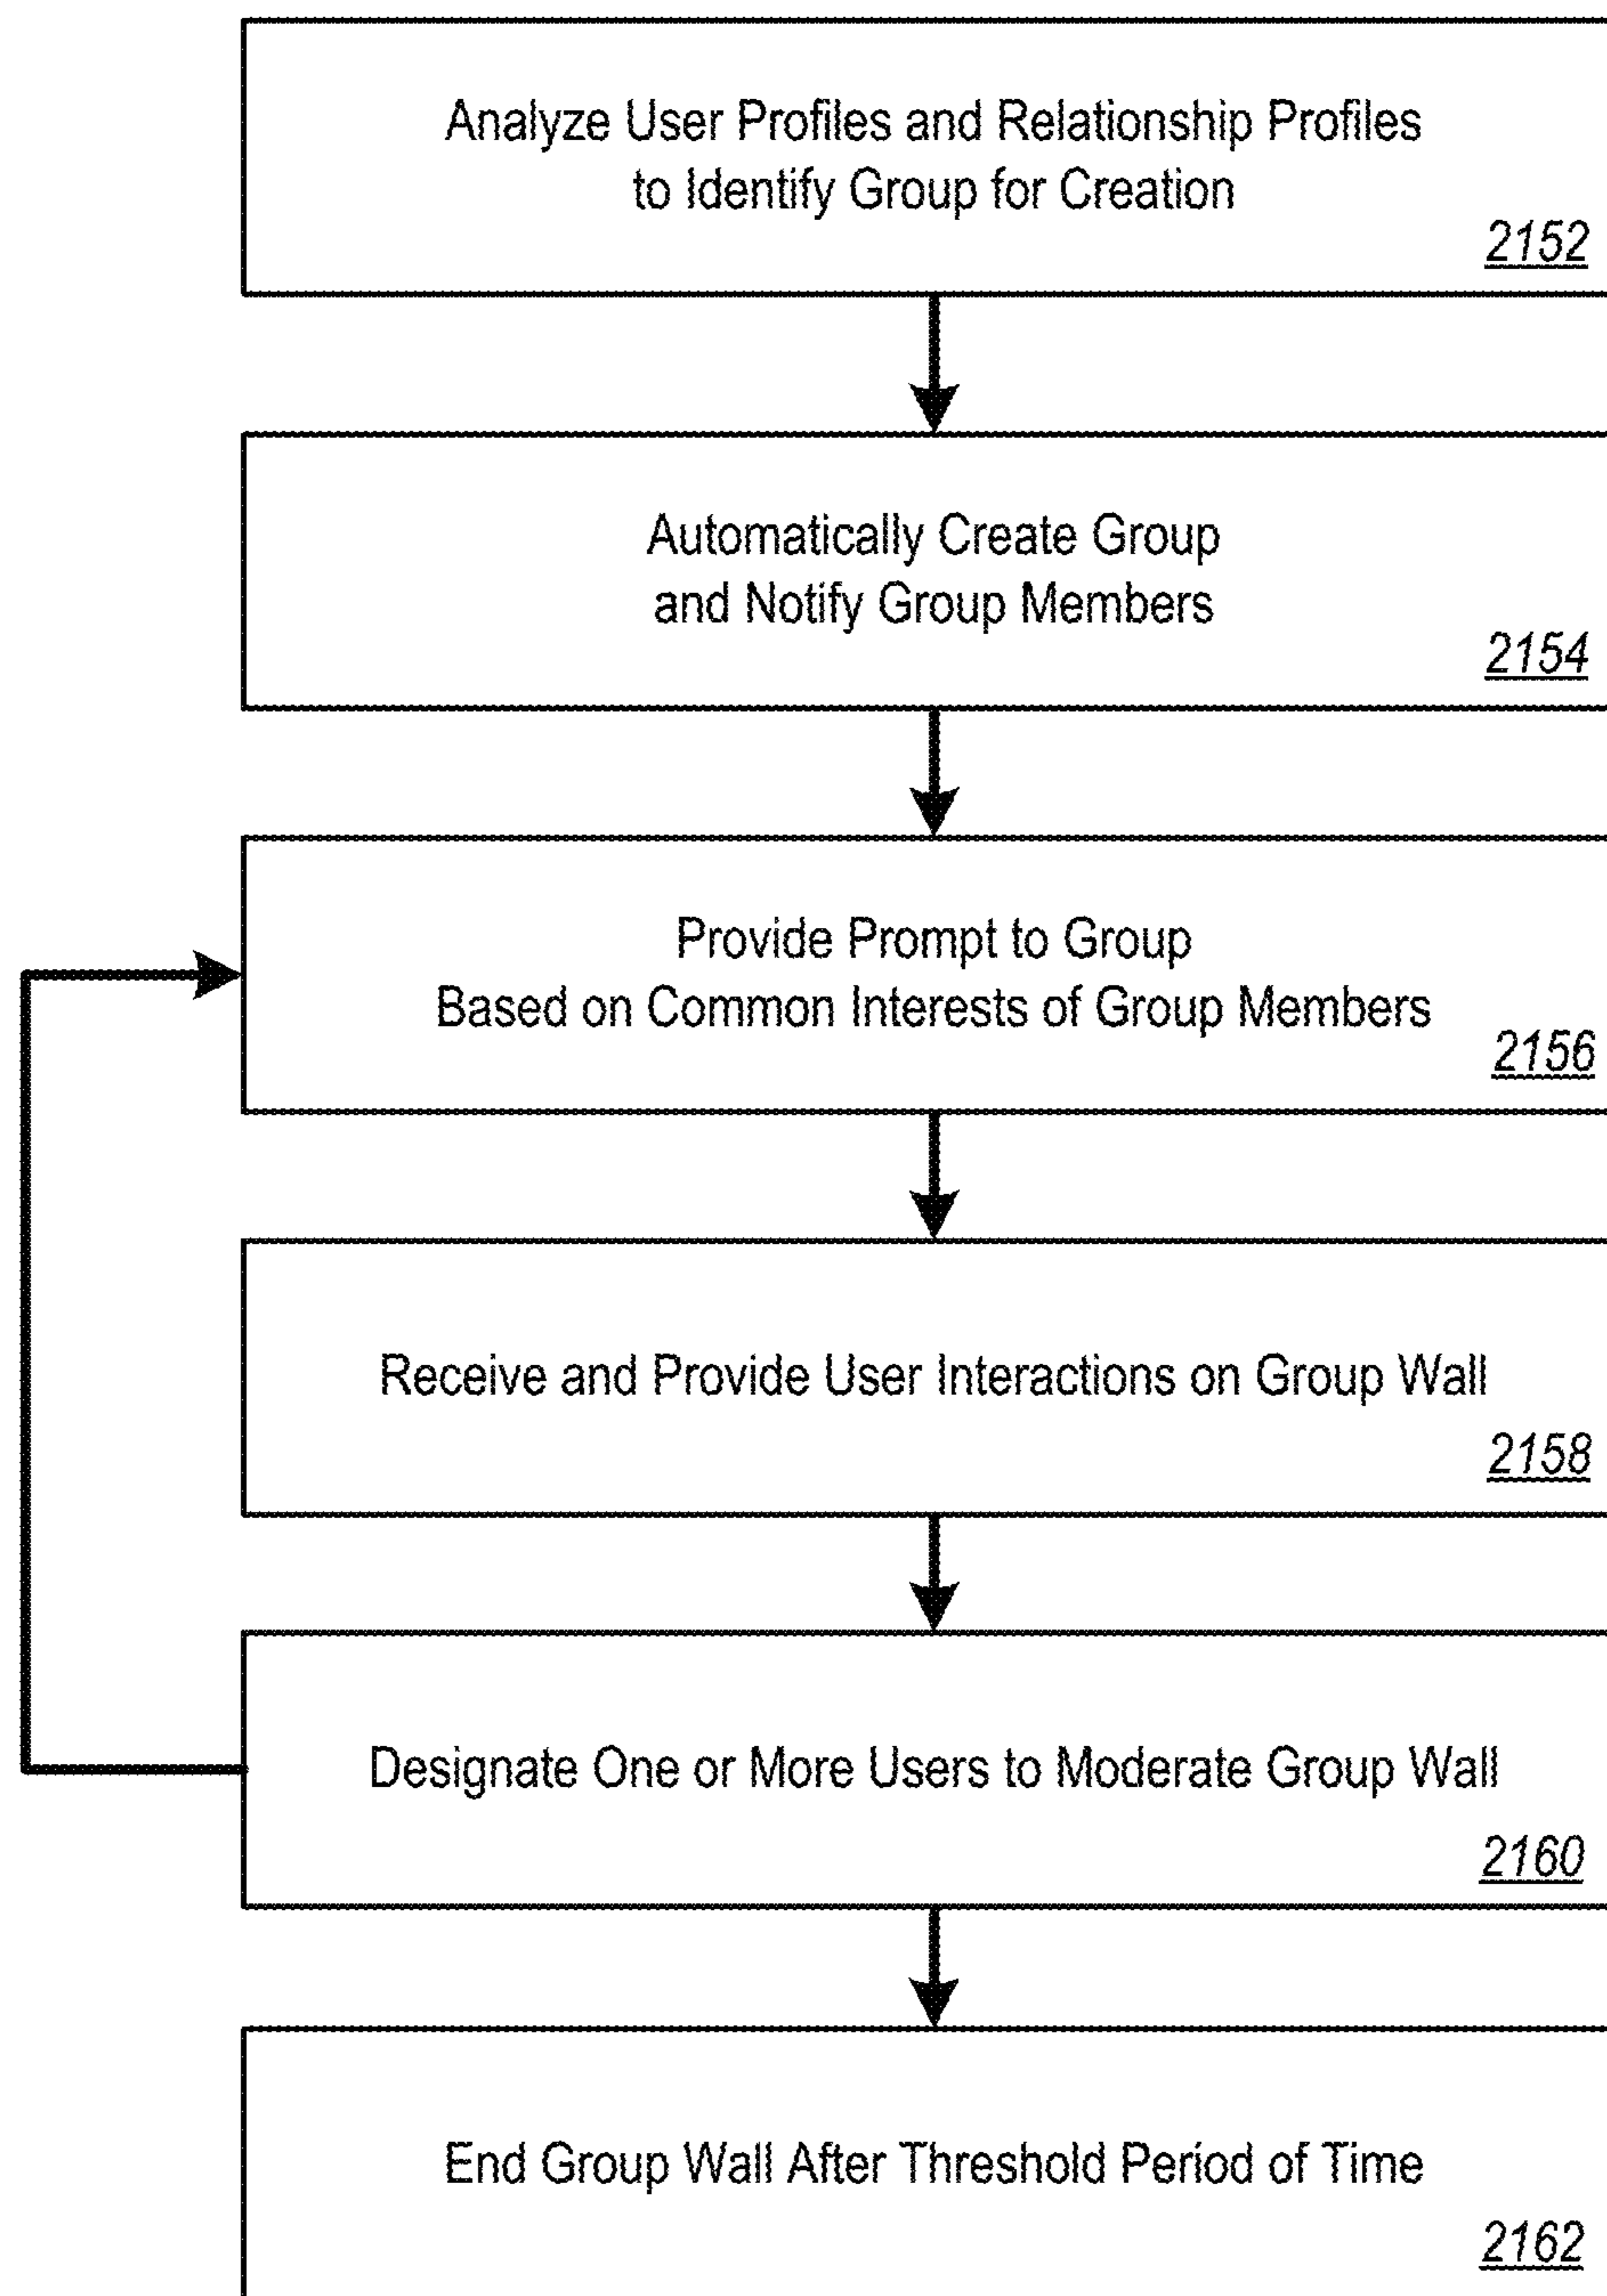 Analyze User Profiles and Relationship Profiles
to Identify Group for Creation
2152
Automatically Create Group
and Notify Group Members
2154
Provide Prompt to Group
Based on Common Interests of Group Members
2156
Receive and Provide User Interactions on Group Wall
2158
Designate One or More Users to Moderate Group Wall
2160
End Group Wall After Threshold Period of Time
2162